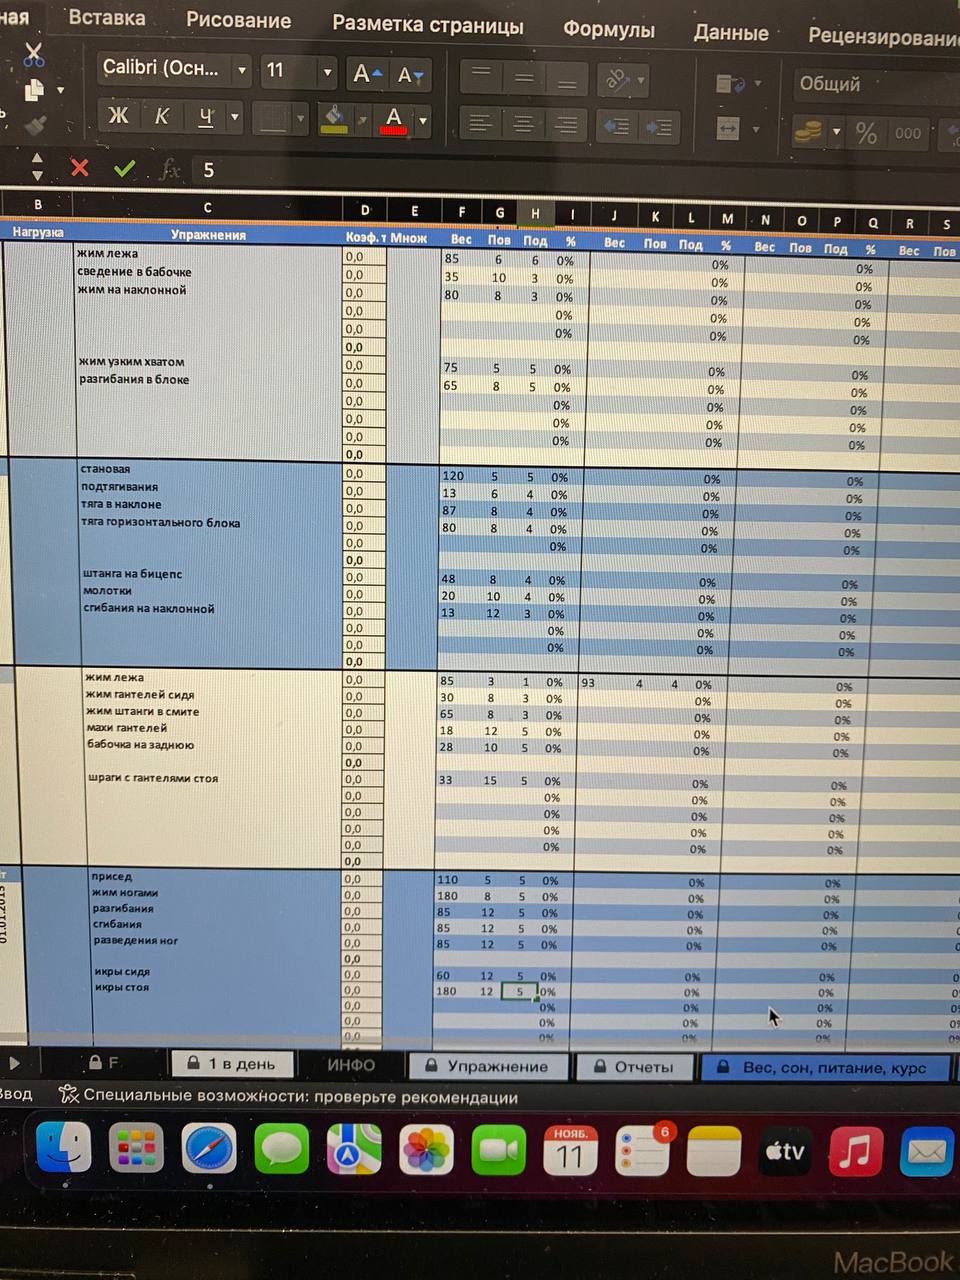 ная Вставка Рисование Разметка страницы Формулы Данные Рецензировани
Calibri (Осн... 11 A A Общий
Ж К Ч А % 000
fx 5
B C D E F G H I J K L M N O P Q R S
Нагрузка Упражнения Коэф. т Множ Вес Пов Под % Вес Пов Под % Вес Пов Под % Вес Пов
жим лежа 0,0 85 6 6 0% 0% 0%
сведение в бабочке 0,0 35 10 3 0% 0% 0%
жим на наклонной 0,0 80 8 3 0% 0% 0%
0,0 0% 0% 0%
0,0 0% 0% 0%
0,0
жим узким хватом 0,0 75 5 5 0% 0% 0%
разгибания в блоке 0,0 65 8 5 0% 0% 0%
0,0 0% 0% 0%
0,0 0% 0% 0%
0,0 0% 0% 0%
0,0
становая 0,0 120 5 5 0% 0% 0%
подтягивания 0,0 13 6 4 0% 0% 0%
тяга в наклоне 0,0 87 8 4 0% 0% 0%
тяга горизонтального блока 0,0 80 8 4 0% 0% 0%
0,0 0% 0% 0%
0,0
штанга на бицепс 0,0 48 8 4 0% 0% 0%
молотки 0,0 20 10 4 0% 0% 0%
сгибания на наклонной 0,0 13 12 3 0% 0% 0%
0,0 0% 0% 0%
0,0 0% 0% 0%
0,0
жим лежа 0,0 85 3 1 0% 93 4 4 0% 0%
жим гантелей сидя 0,0 30 8 3 0% 0% 0%
жим штанги в смите 0,0 65 8 3 0% 0% 0%
махи гантелей 0,0 18 12 5 0% 0% 0%
бабочка на заднюю 0,0 28 10 5 0% 0% 0%
0,0
шраги с гантелями стоя 0,0 33 15 5 0% 0% 0%
0,0 0% 0% 0%
0,0 0% 0% 0%
0,0 0% 0% 0%
0,0 0% 0% 0%
0,0
присед 0,0 110 5 5 0% 0% 0%
жим ногами 0,0 180 8 5 0% 0% 0%
разгибания 0,0 85 12 5 0% 0% 0%
сгибания 0,0 85 12 5 0% 0% 0%
разведения ног 0,0 85 12 5 0% 0% 0%
0,0
икры сидя 0,0 60 12 5 0% 0% 0%
икры стоя 0,0 180 12 5 0% 0% 0%
0,0 0% 0% 0%
0,0 0% 0% 0%
0,0 0% 0% 0%
01.01.2015
F 1 в день ИНФО Упражнение Отчеты Вес, сон, питание, курс
Ввод Специальные возможности: проверьте рекомендации
НОЯБ.
11
6
tv
MacBook